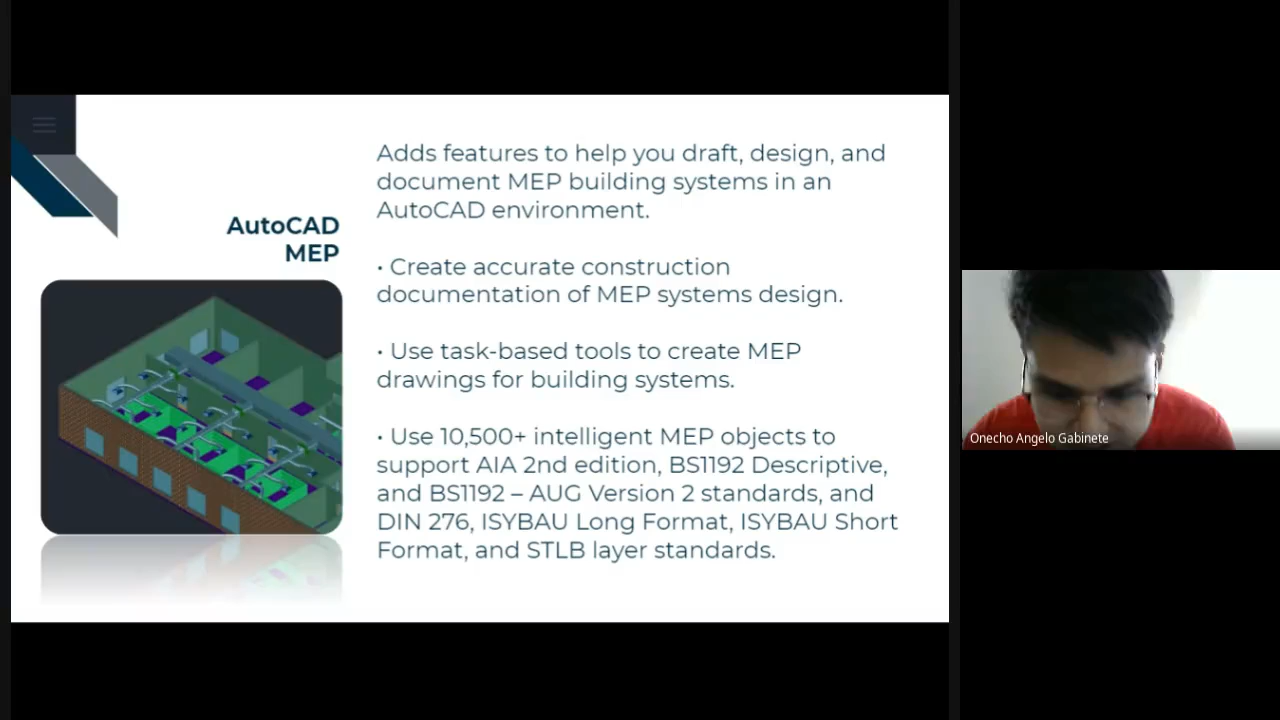 AutoCAD
MEP
Adds features to help you draft, design, and
document MEP building systems in an
AutoCAD environment.
• Create accurate construction
documentation of MEP systems design.
• Use task-based tools to create MEP
drawings for building systems.
• Use 10,500+ intelligent MEP objects to
support AIA 2nd edition, BS1192 Descriptive,
and BS1192 – AUG Version 2 standards, and
DIN 276, ISYBAU Long Format, ISYBAU Short
Format, and STLB layer standards.
Onecho Angelo Gabinete